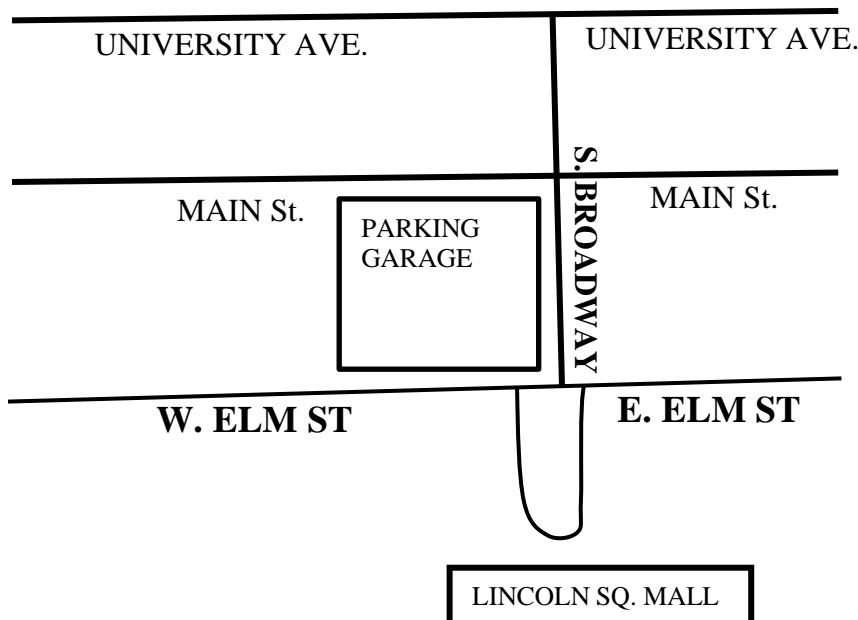 UNIVERSITY AVE.
UNIVERSITY AVE.
MAIN St.
S. BROADWAY
MAIN St.
PARKING
GARAGE
W. ELM ST
E. ELM ST
LINCOLN SQ. MALL